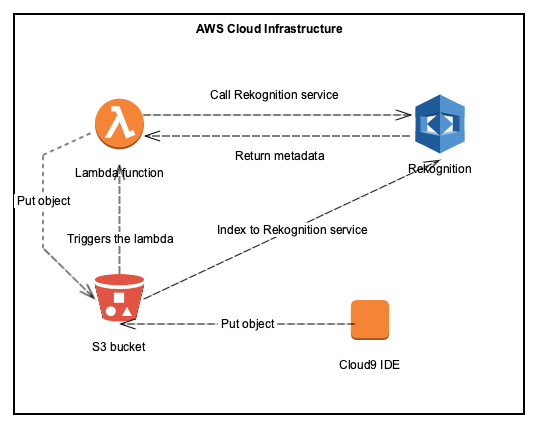 AWS Cloud Infrastructure
Call Rekognition service
Return metadata
Lambda function
Rekognition
Put object
Triggers the lambda
Index to Rekognition service
Put object
S3 bucket
Cloud9 IDE